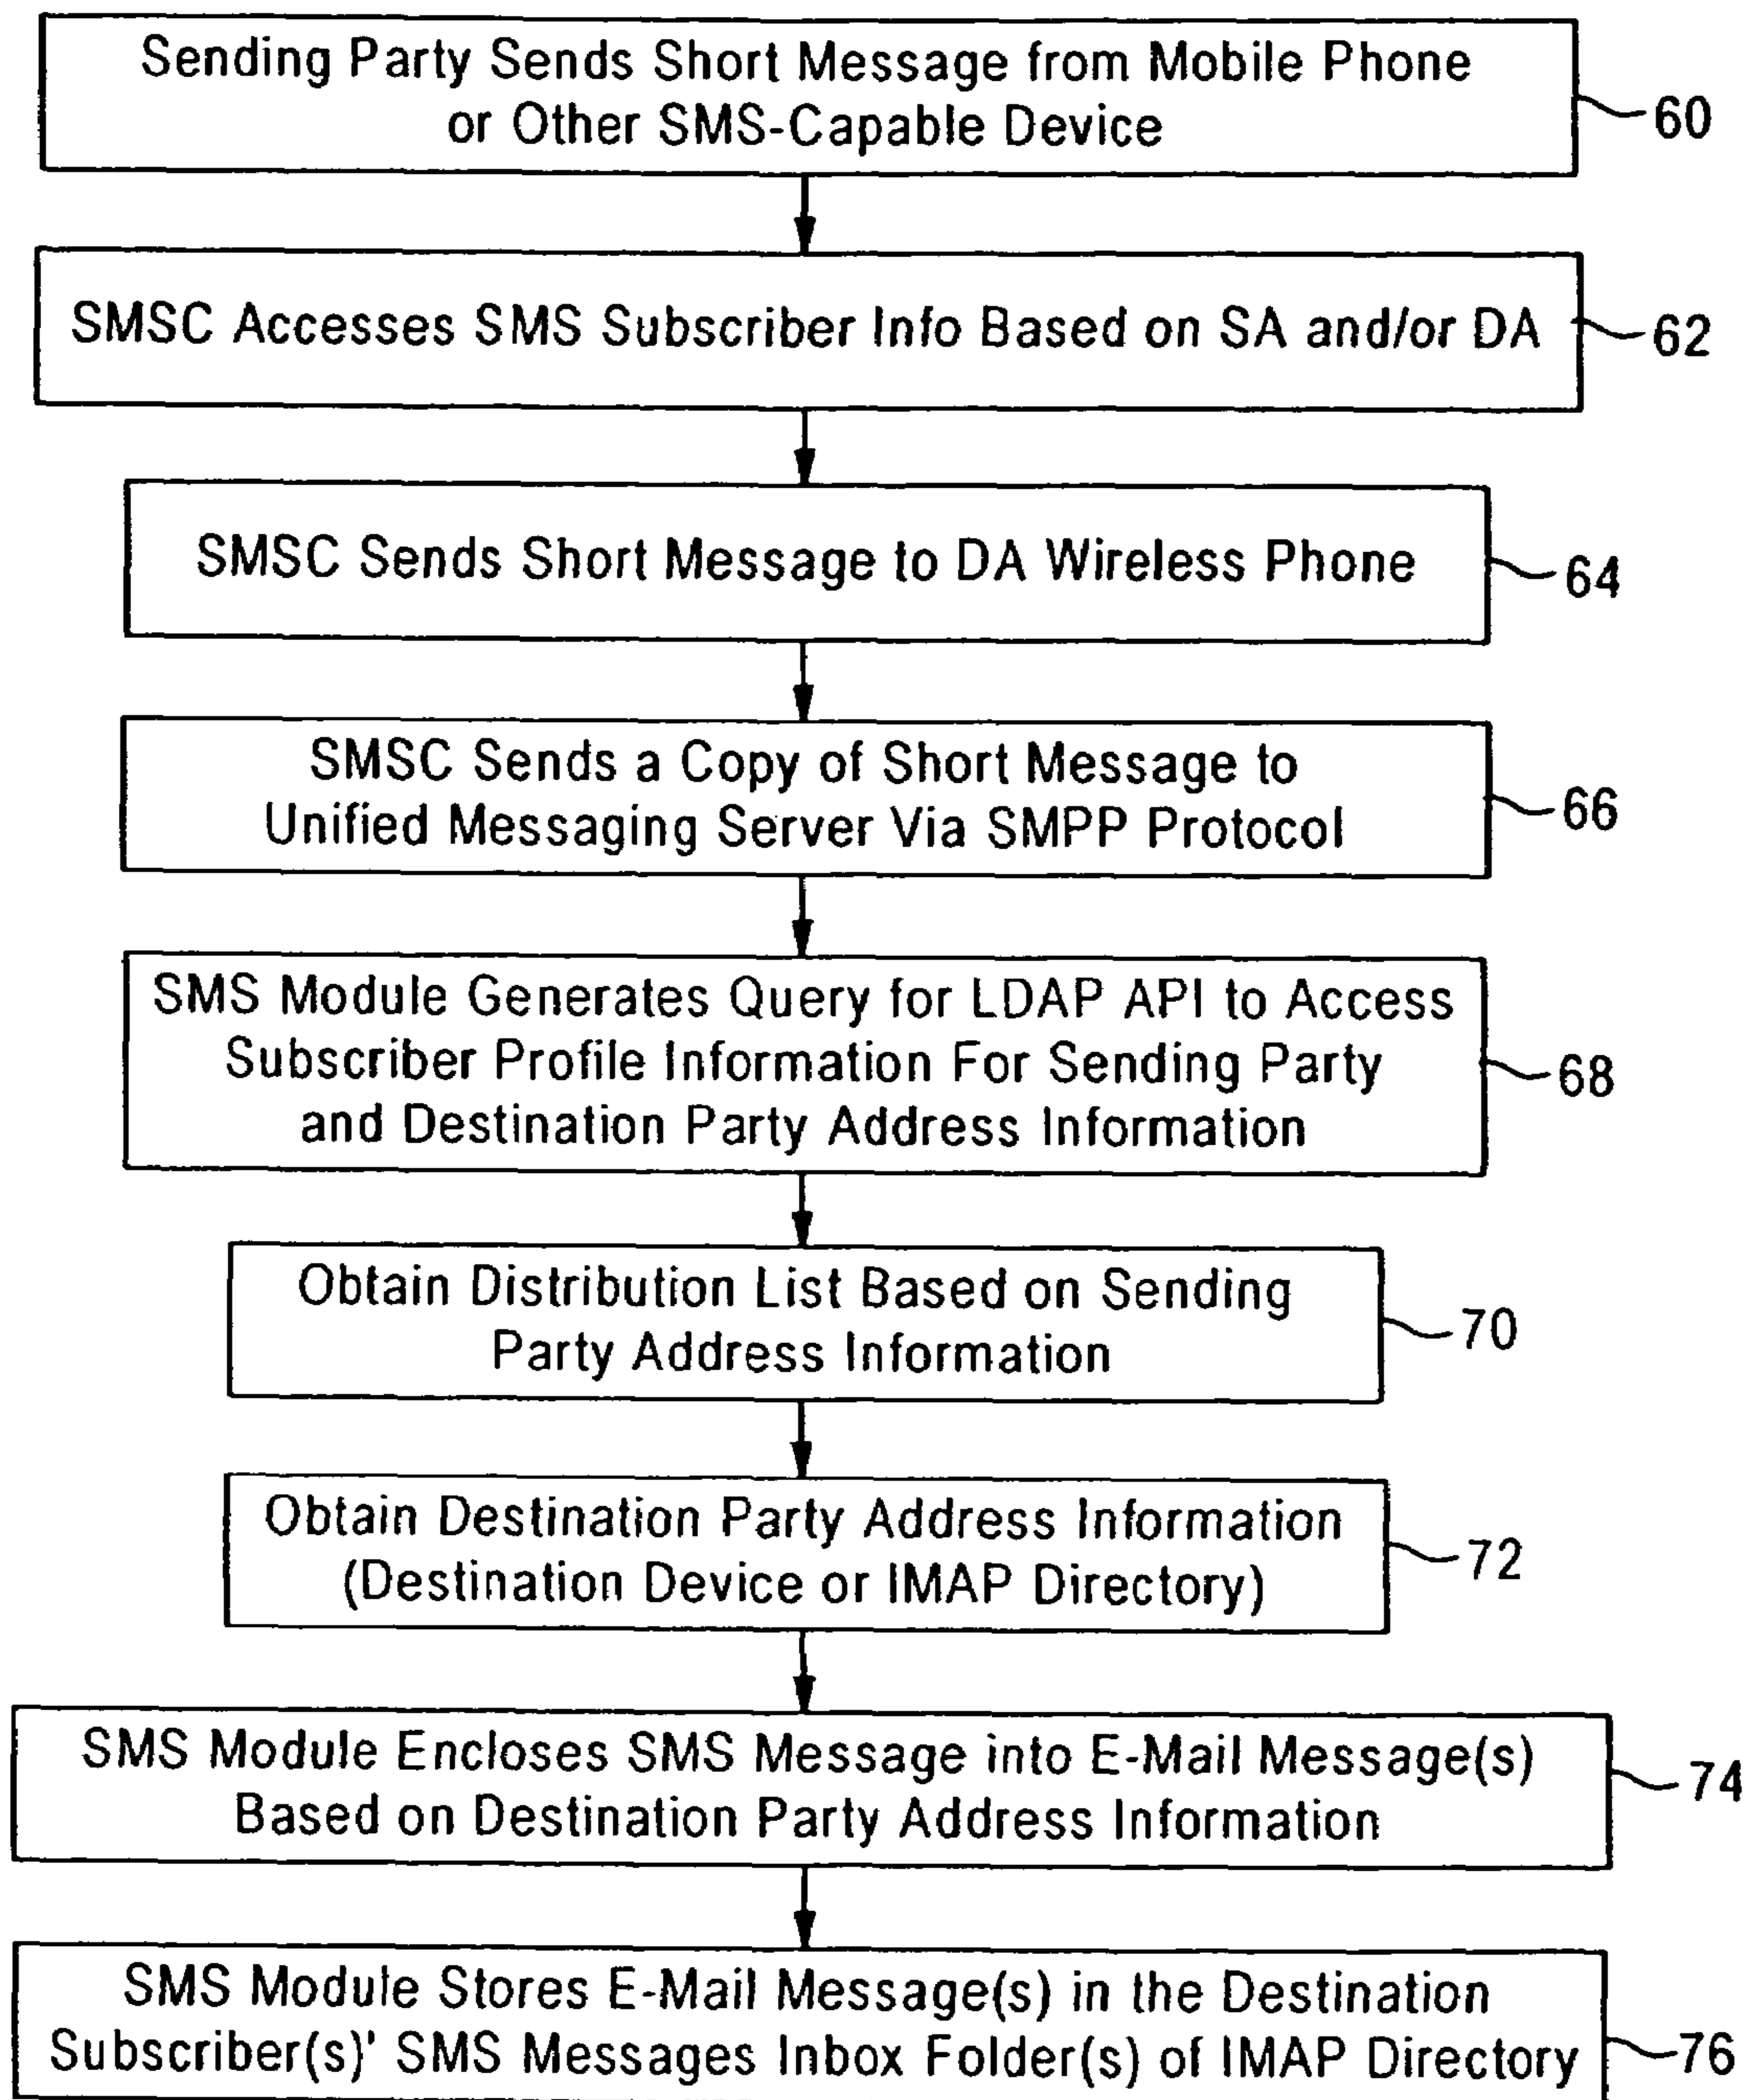 Sending Party Sends Short Message from Mobile Phone
or Other SMS-Capable Device
60
SMSC Accesses SMS Subscriber Info Based on SA and/or DA
62
SMSC Sends Short Message to DA Wireless Phone
64
SMSC Sends a Copy of Short Message to
Unified Messaging Server Via SMPP Protocol
66
SMS Module Generates Query for LDAP API to Access
Subscriber Profile Information For Sending Party
and Destination Party Address Information
68
Obtain Distribution List Based on Sending
Party Address Information
70
Obtain Destination Party Address Information
(Destination Device or IMAP Directory)
72
SMS Module Encloses SMS Message into E-Mail Message(s)
Based on Destination Party Address Information
74
SMS Module Stores E-Mail Message(s) in the Destination
Subscriber(s)' SMS Messages Inbox Folder(s) of IMAP Directory
76